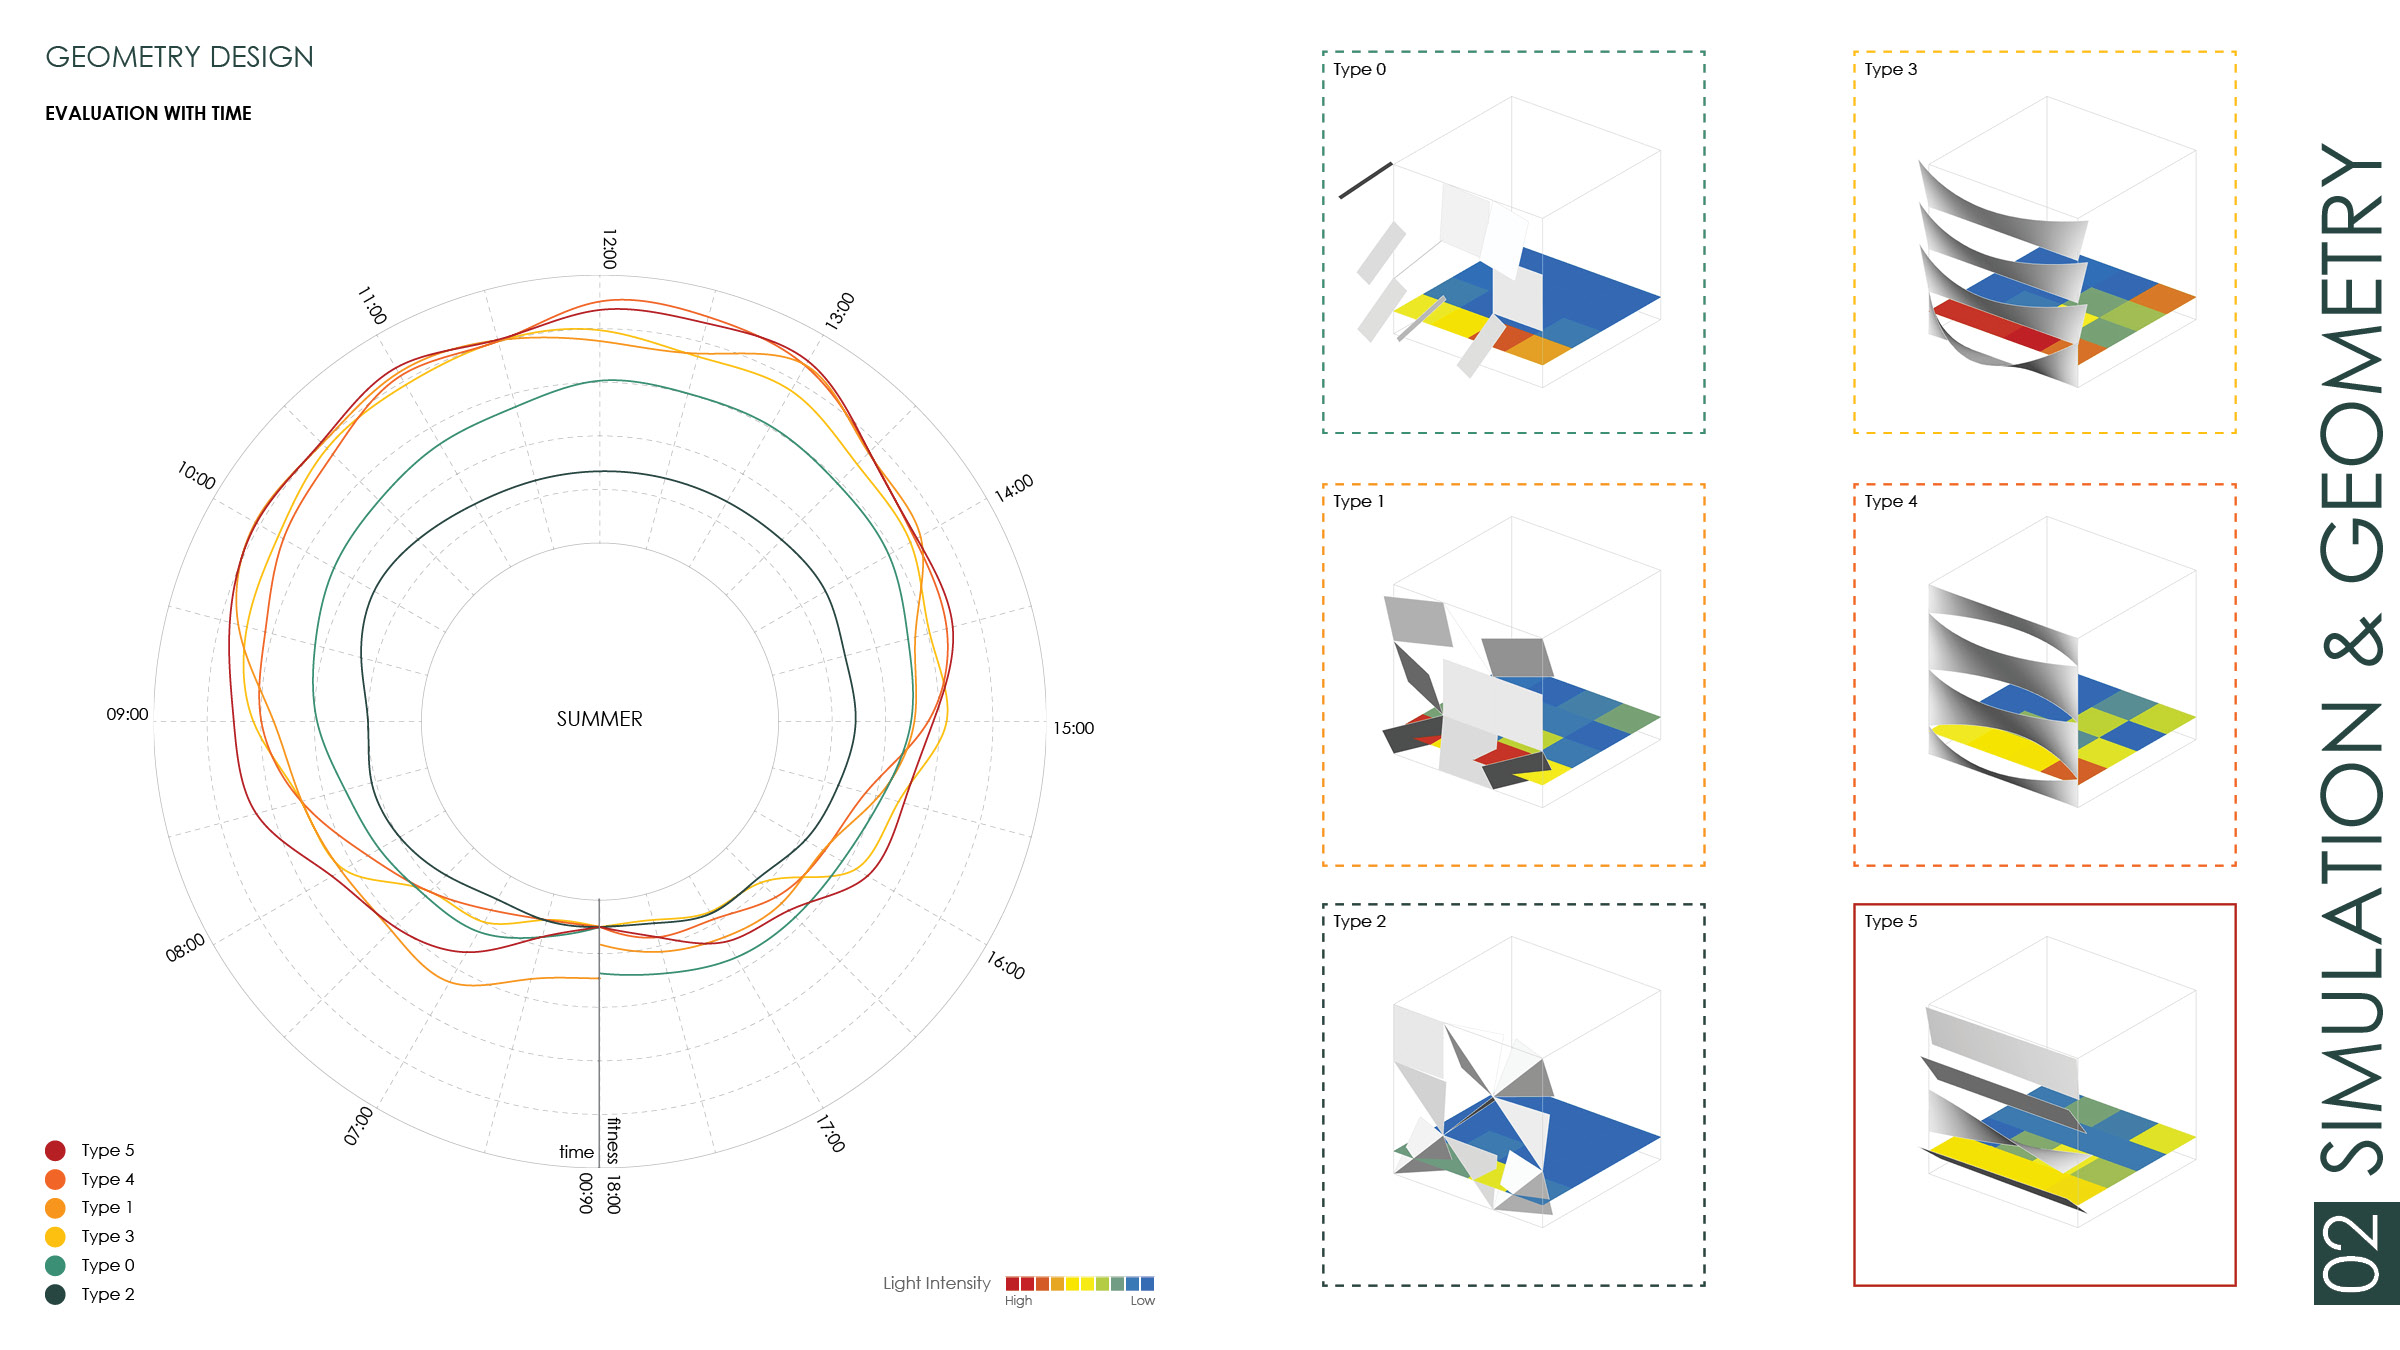 GEOMETRY DESIGN
EVALUATION WITH TIME
12:00
13:00
14:00
15:00
16:00
17:00
18:00
06:00
07:00
08:00
09:00
10:00
11:00
SUMMER
time
fitness
Type 5
Type 4
Type 1
Type 3
Type 0
Type 2
Light Intensity
High
Low
Type 0
Type 3
Type 1
Type 4
Type 2
Type 5
02 SIMULATION & GEOMETRY